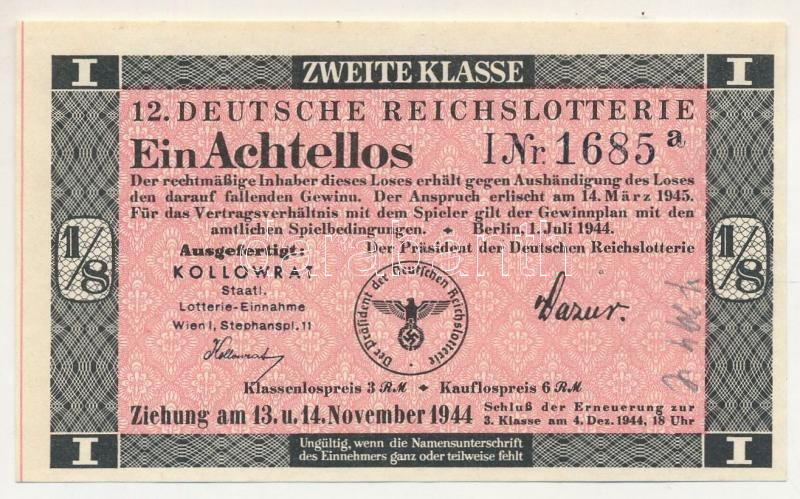 I ZWEITE KLASSE I
12. DEUTSCHE REICHSLOTTERIE
Ein Achtellos I Nr. 1685 a
Der rechtmäßige Inhaber dieses Loses erhält gegen Aushändigung des Loses
den darauf fallenden Gewinn. Der Anspruch erlischt am 14. März 1945.
Für das Vertragsverhältnis mit dem Spieler gilt der Gewinnplan mit den
amtlichen Spielbedingungen. Berlin, 1. Juli 1944.
1/8
Ausgefertigt:
KOLLOWRAT
Staatl.
Lotterie-Einnahme
Wien I, Stephanspl. 11
Kollowrat
Der Präsident der Deutschen Reichslotterie
Der Präsident der Deutschen Reichslotterie
1/8
Klassenlospreis 3 RM Kauflospreis 6 RM
Ziehung am 13. u. 14. November 1944
Schluß der Erneuerung zur
3. Klasse am 4. Dez. 1944, 18 Uhr
I I
Ungültig, wenn die Namensunterschrift
des Einnehmers ganz oder teilweise fehlt